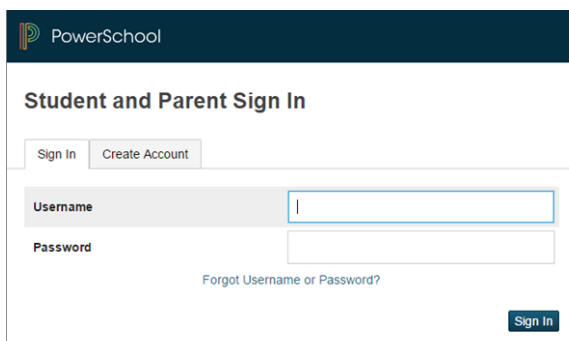 PowerSchool
Student and Parent Sign In
Sign In Create Account
Username
Password
Forgot Username or Password?
Sign In